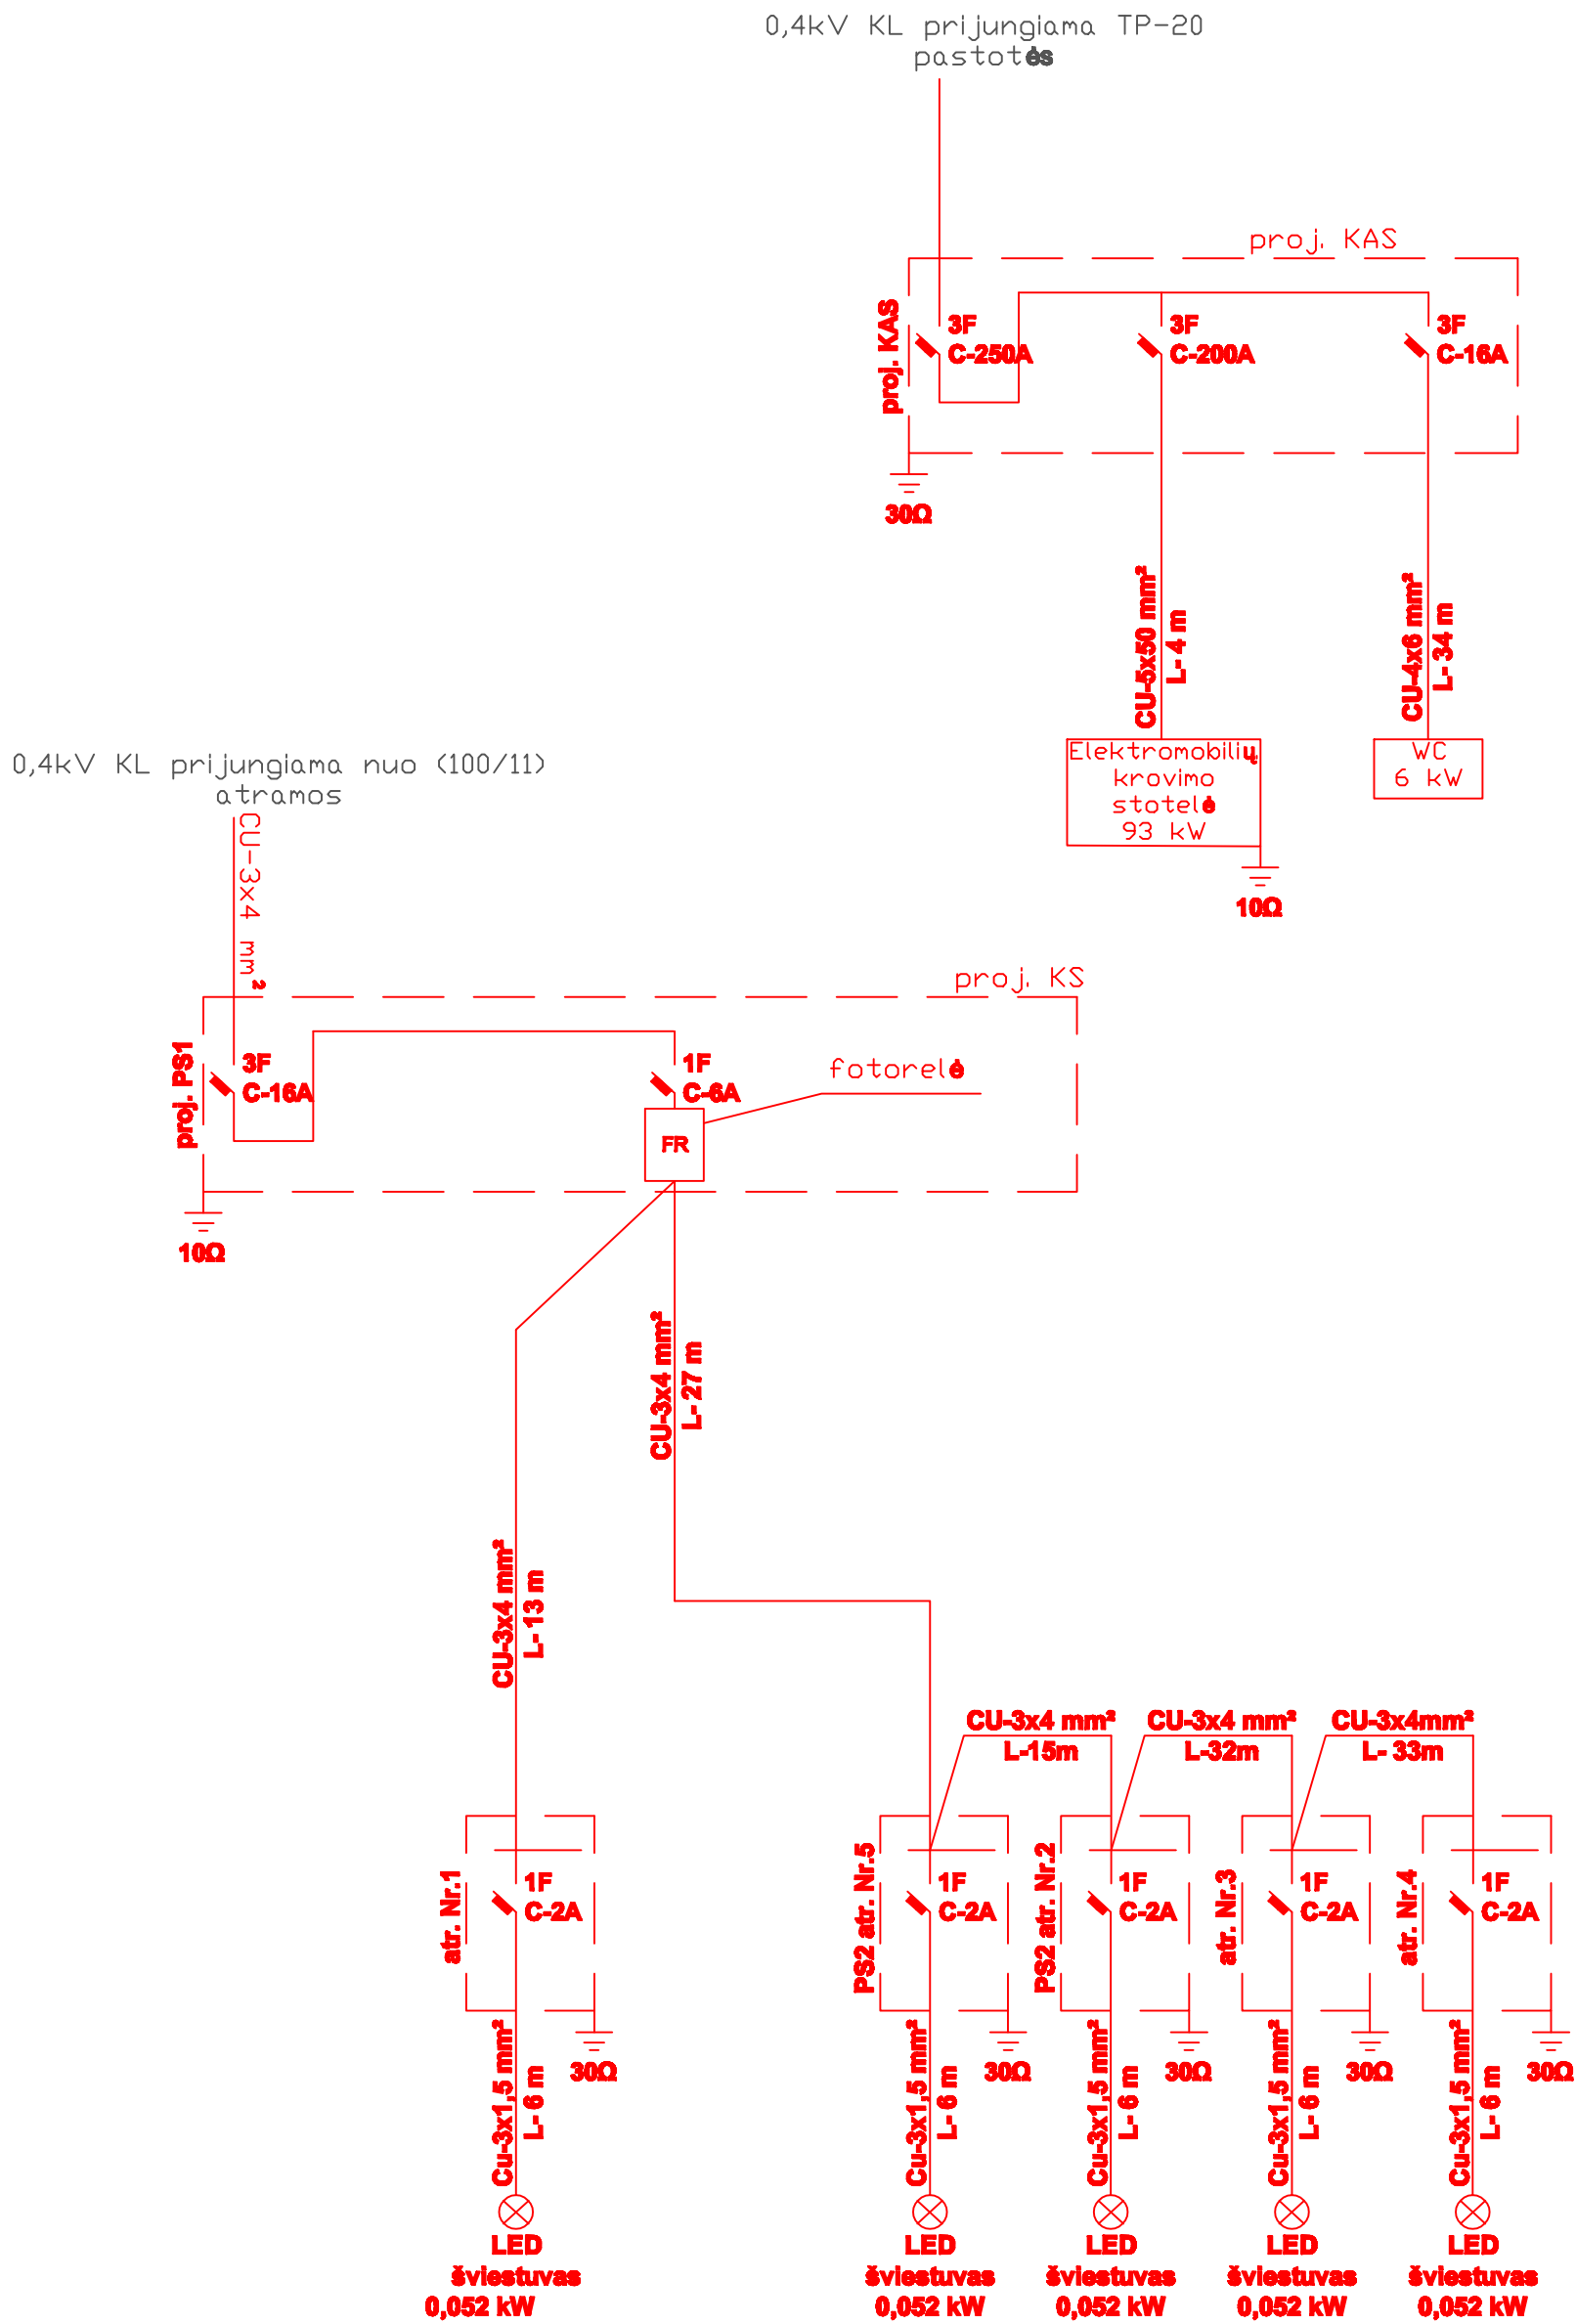 0,4kV KL prijungiama TP-20
pastotės
proj. KAS
proj. KAS
3F
C-250A
3F
C-200A
3F
C-16A
30Ω
CU-5x50 mm²
L- 4 m
CU-4x6 mm²
L- 34 m
Elektromobilių
krovimo
stotelė
93 kW
WC
6 kW
10Ω
0,4kV KL prijungiama nuo (100/11)
atramos
CU-3x4 mm²
proj. KS
proj. PS1
3F
C-16A
1F
C-6A
fotorelė
FR
10Ω
CU-3x4 mm²
L- 27 m
CU-3x4 mm²
L- 13 m
CU-3x4 mm²
L-15m
CU-3x4 mm²
L-32m
CU-3x4mm²
L- 33m
atr. Nr.1
1F
C-2A
PS2 atr. Nr.5
1F
C-2A
PS2 atr. Nr.2
1F
C-2A
atr. Nr.3
1F
C-2A
atr. Nr.4
1F
C-2A
30Ω
30Ω
30Ω
30Ω
30Ω
Cu-3x1,5 mm²
L- 6 m
Cu-3x1,5 mm²
L- 6 m
Cu-3x1,5 mm²
L- 6 m
Cu-3x1,5 mm²
L- 6 m
Cu-3x1,5 mm²
L- 6 m
LED
šviestuvas
0,052 kW
LED
šviestuvas
0,052 kW
LED
šviestuvas
0,052 kW
LED
šviestuvas
0,052 kW
LED
šviestuvas
0,052 kW